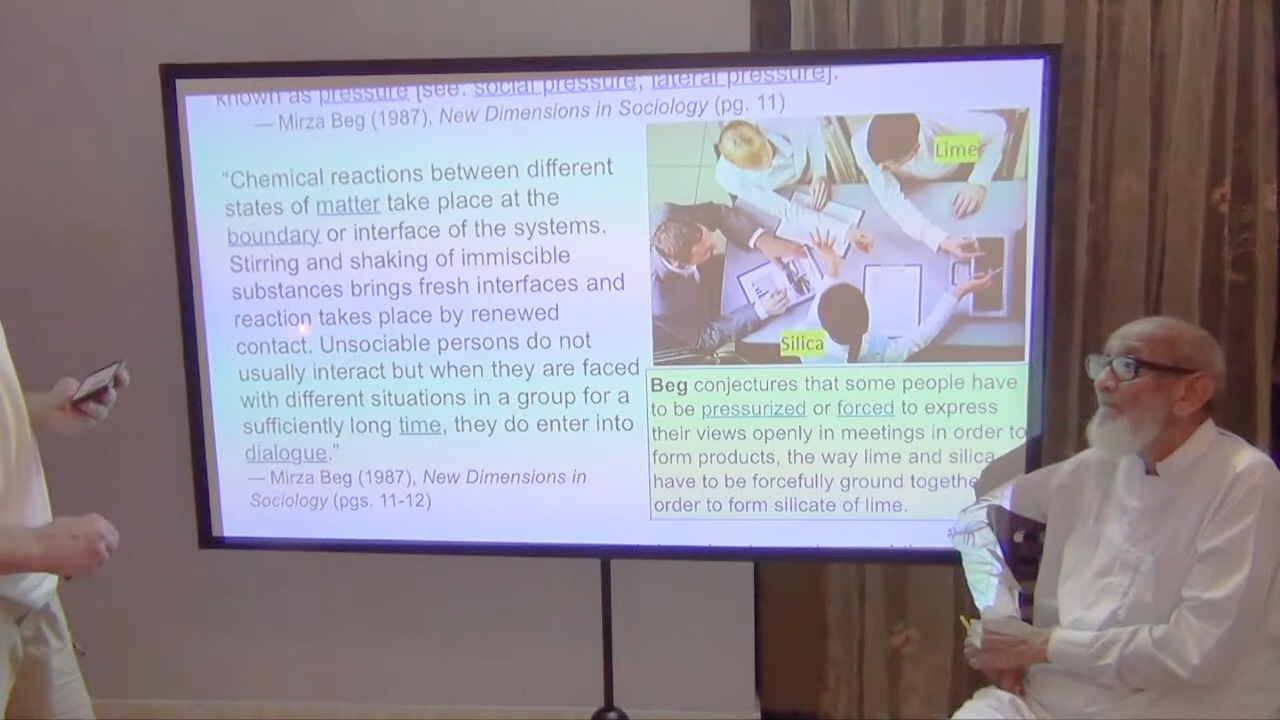 known as pressure [see: social pressure, lateral pressure].
— Mirza Beg (1987), New Dimensions in Sociology (pg. 11)
“Chemical reactions between different
states of matter take place at the
boundary or interface of the systems.
Stirring and shaking of immiscible
substances brings fresh interfaces and
reaction takes place by renewed
contact. Unsociable persons do not
usually interact but when they are faced
with different situations in a group for a
sufficiently long time, they do enter into
dialogue.”
— Mirza Beg (1987), New Dimensions in
Sociology (pgs. 11-12)
Lime
Silica
Beg conjectures that some people have
to be pressurized or forced to express
their views openly in meetings in order to
form products, the way lime and silica
have to be forcefully ground togethe
order to form silicate of lime.